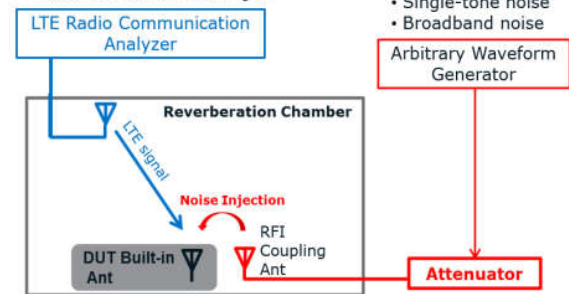 • Single-tone noise
• Broadband noise
LTE Radio Communication
Analyzer
Arbitrary Waveform
Generator
Reverberation Chamber
LTE signal
Noise Injection
RFI
Coupling
Ant
DUT Built-in
Ant
Attenuator